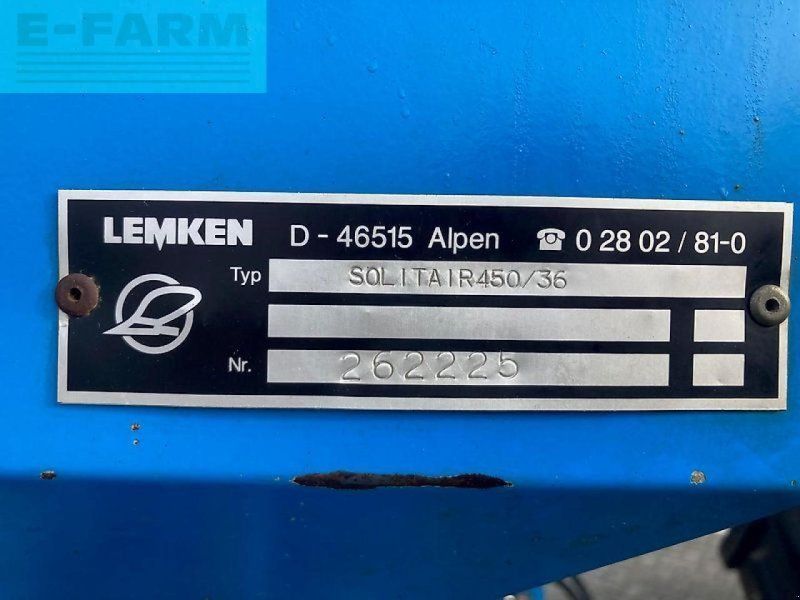 E-FARM
LEMKEN D - 46515 Alpen ☎ 0 28 02 / 81-0
Typ SOLITAIR450/36
Nr. 262225